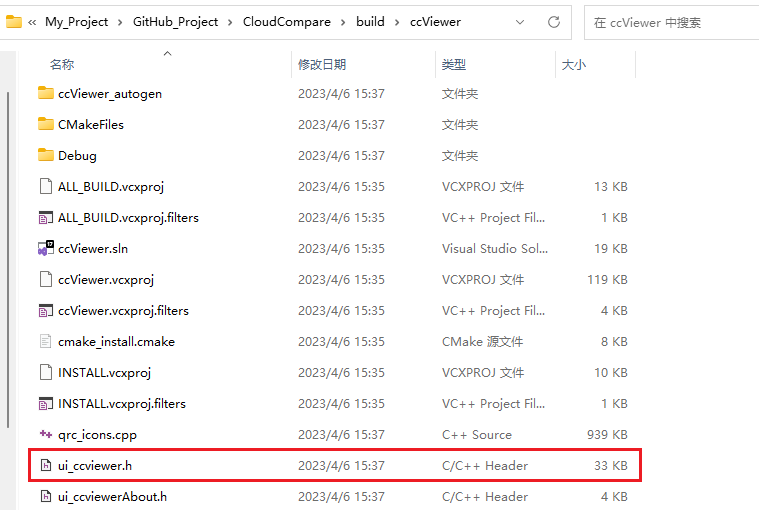 « My_Project > GitHub_Project > CloudCompare > build > ccViewer 在 ccViewer 中搜索
名称 修改日期 类型 大小
ccViewer_autogen 2023/4/6 15:37 文件夹
CMakeFiles 2023/4/6 15:37 文件夹
Debug 2023/4/6 15:37 文件夹
ALL_BUILD.vcxproj 2023/4/6 15:35 VCXPROJ 文件 13 KB
ALL_BUILD.vcxproj.filters 2023/4/6 15:35 VC++ Project Fil... 1 KB
ccViewer.sln 2023/4/6 15:35 Visual Studio Sol... 19 KB
ccViewer.vcxproj 2023/4/6 15:35 VCXPROJ 文件 119 KB
ccViewer.vcxproj.filters 2023/4/6 15:35 VC++ Project Fil... 4 KB
cmake_install.cmake 2023/4/6 15:35 CMake 源文件 8 KB
INSTALL.vcxproj 2023/4/6 15:35 VCXPROJ 文件 10 KB
INSTALL.vcxproj.filters 2023/4/6 15:35 VC++ Project Fil... 1 KB
qrc_icons.cpp 2023/4/6 15:37 C++ Source 939 KB
ui_ccviewer.h 2023/4/6 15:37 C/C++ Header 33 KB
ui_ccviewerAbout.h 2023/4/6 15:37 C/C++ Header 4 KB